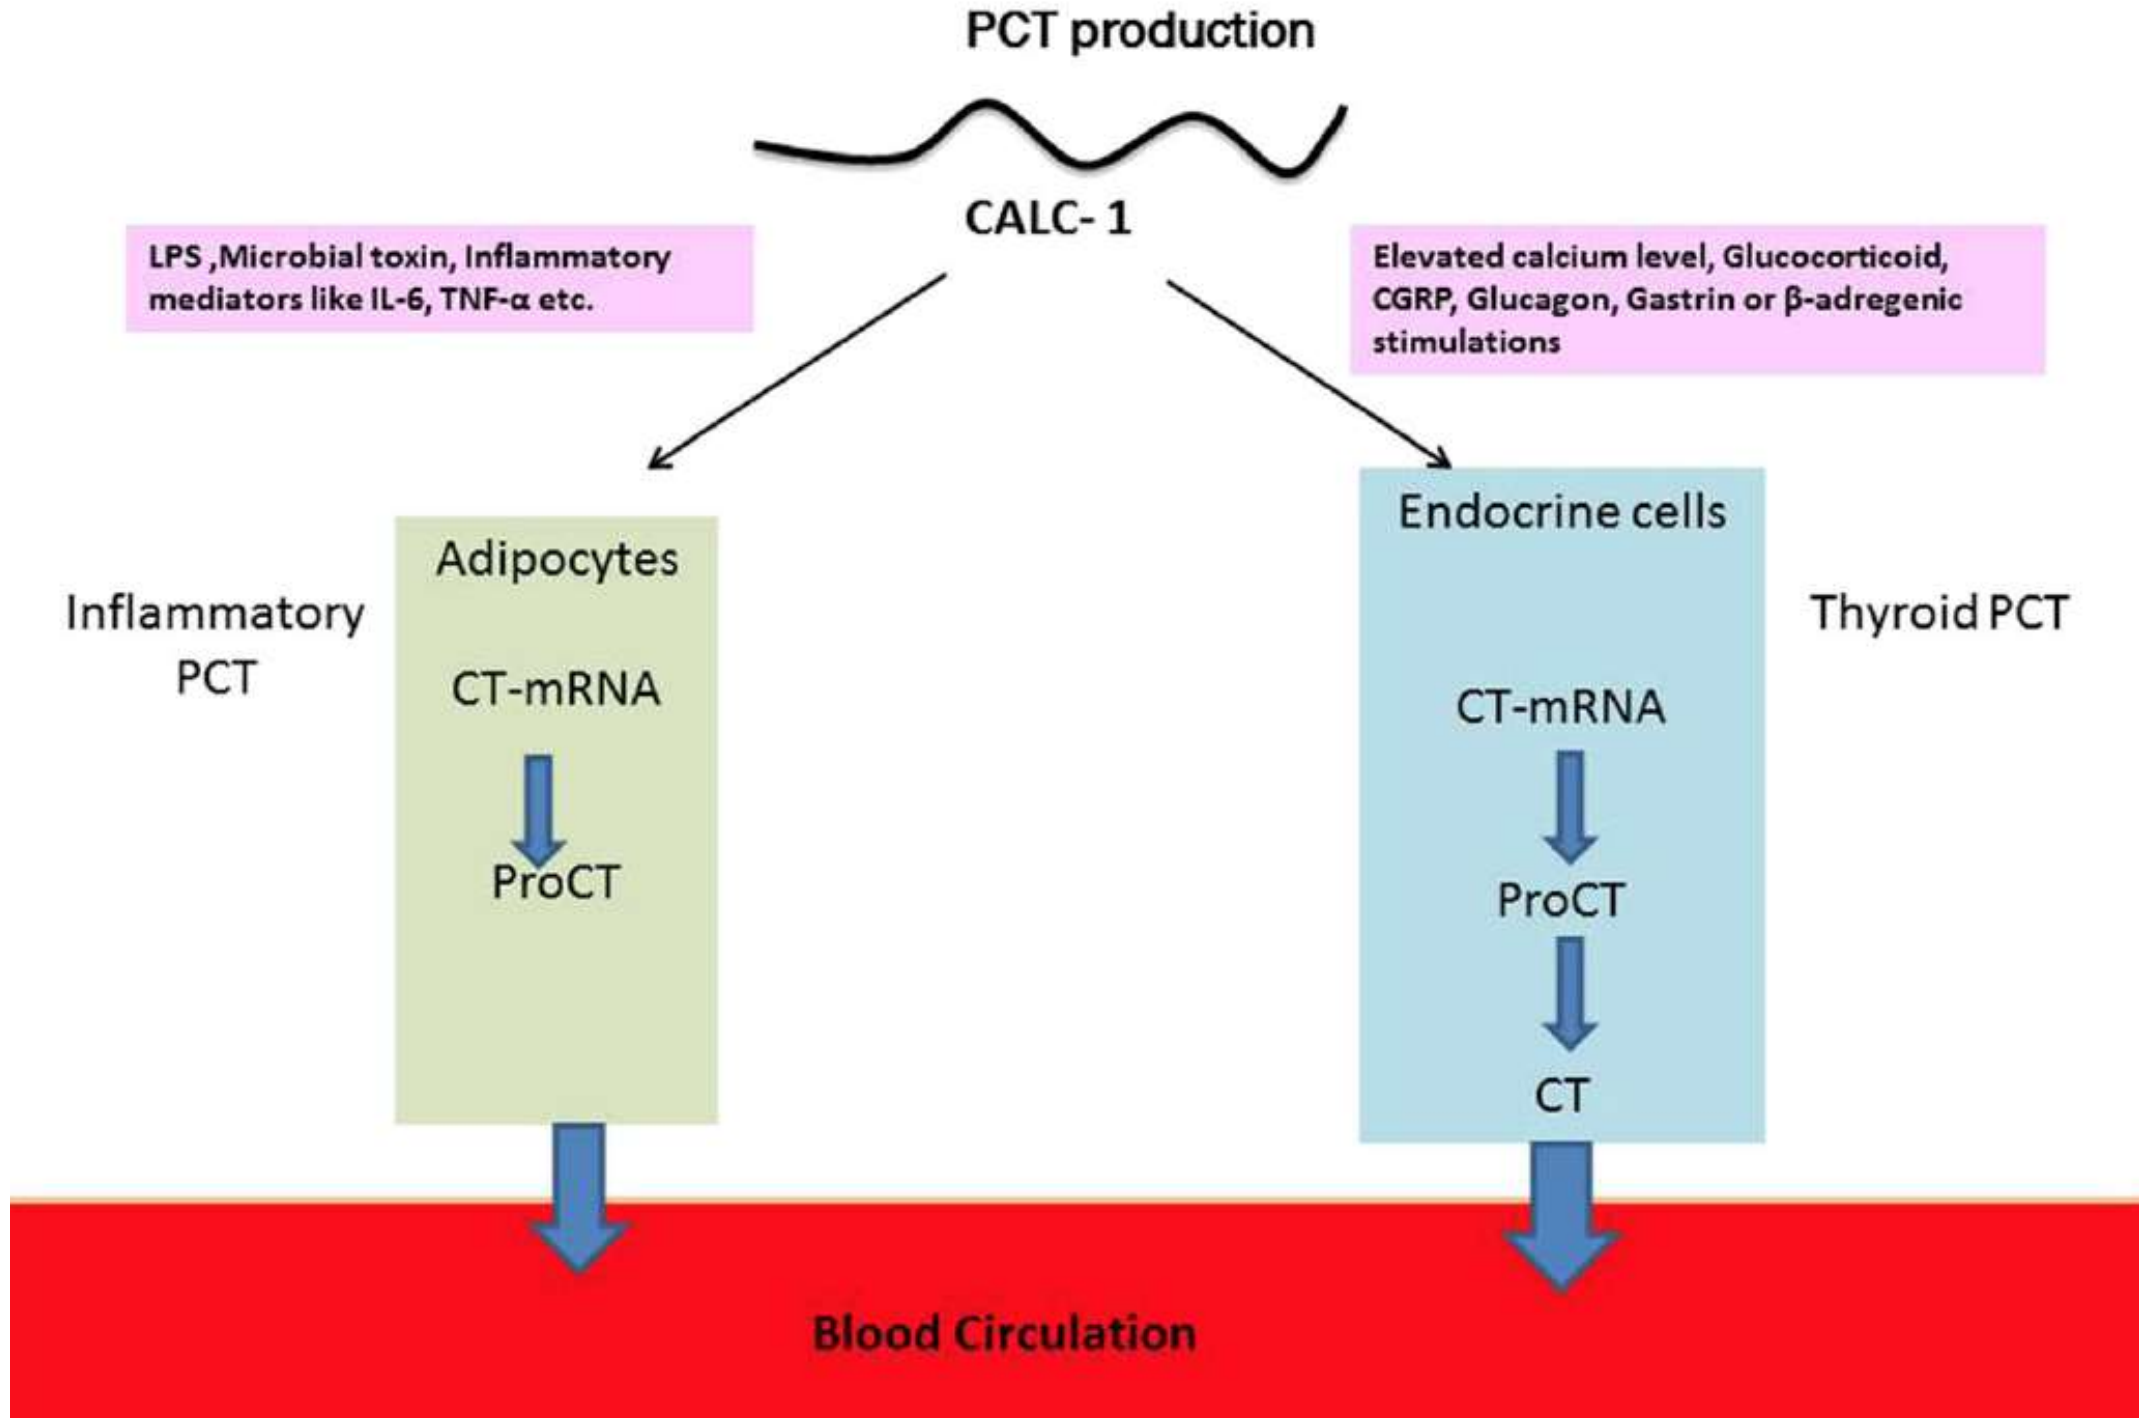 PCT production
CALC- 1
LPS ,Microbial toxin, Inflammatory
mediators like IL-6, TNF-α etc.
Elevated calcium level, Glucocorticoid,
CGRP, Glucagon, Gastrin or β-adregenic
stimulations
Inflammatory
PCT
Adipocytes
CT-mRNA
ProCT
Endocrine cells
CT-mRNA
ProCT
CT
Thyroid PCT
Blood Circulation